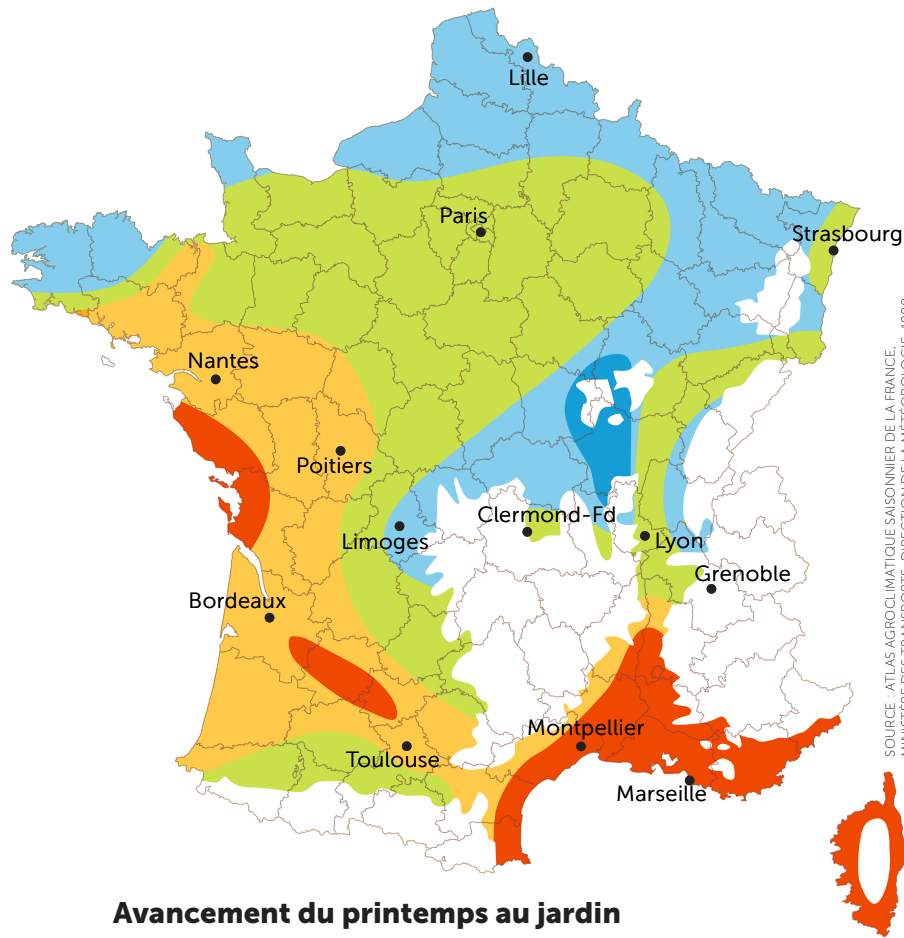 Lille
Paris
Strasbourg
Nantes
Poitiers
Clermond-Fd
Limoges
Lyon
Grenoble
Bordeaux
Montpellier
Toulouse
Marseille
SOURCE : ATLAS AGROCLIMATIQUE SAISONNIER DE LA FRANCE,
Avancement du printemps au jardin